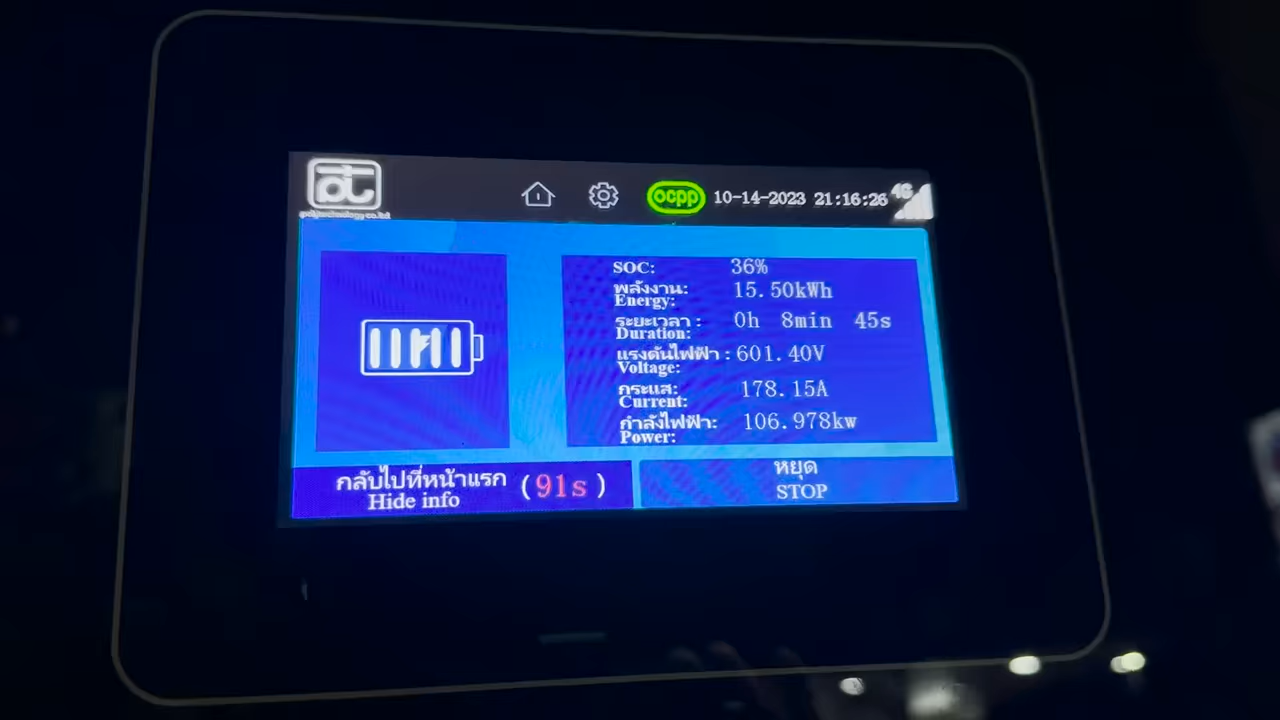 ocpp 10-14-2023 21:16:26 4G
SOC: 36%
พลังงาน: 15.50kWh
Energy:
ระยะเวลา : 0h 8min 45s
Duration:
แรงดันไฟฟ้า : 601.40V
Voltage:
กระแส: 178.15A
Current:
กำลังไฟฟ้า: 106.978kw
Power:
กลับไปที่หน้าแรก (91s)
Hide info
หยุด
STOP